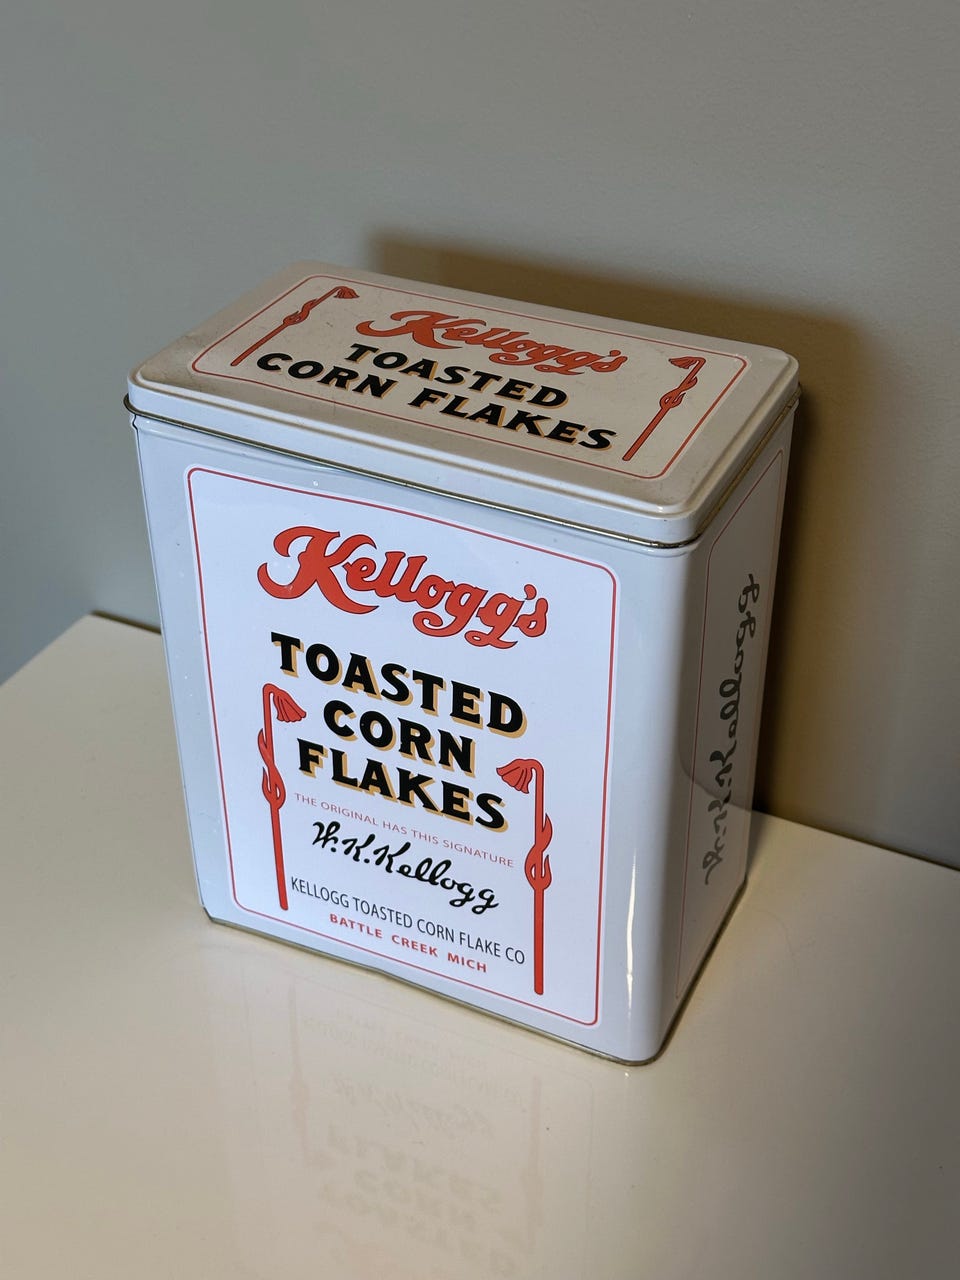 Kellogg's
TOASTED
CORN FLAKES
Kellogg's
TOASTED
CORN
FLAKES
THE ORIGINAL HAS THIS SIGNATURE
W.K.Kellogg
KELLOGG TOASTED CORN FLAKE CO
BATTLE CREEK MICH
W.K.Kellogg